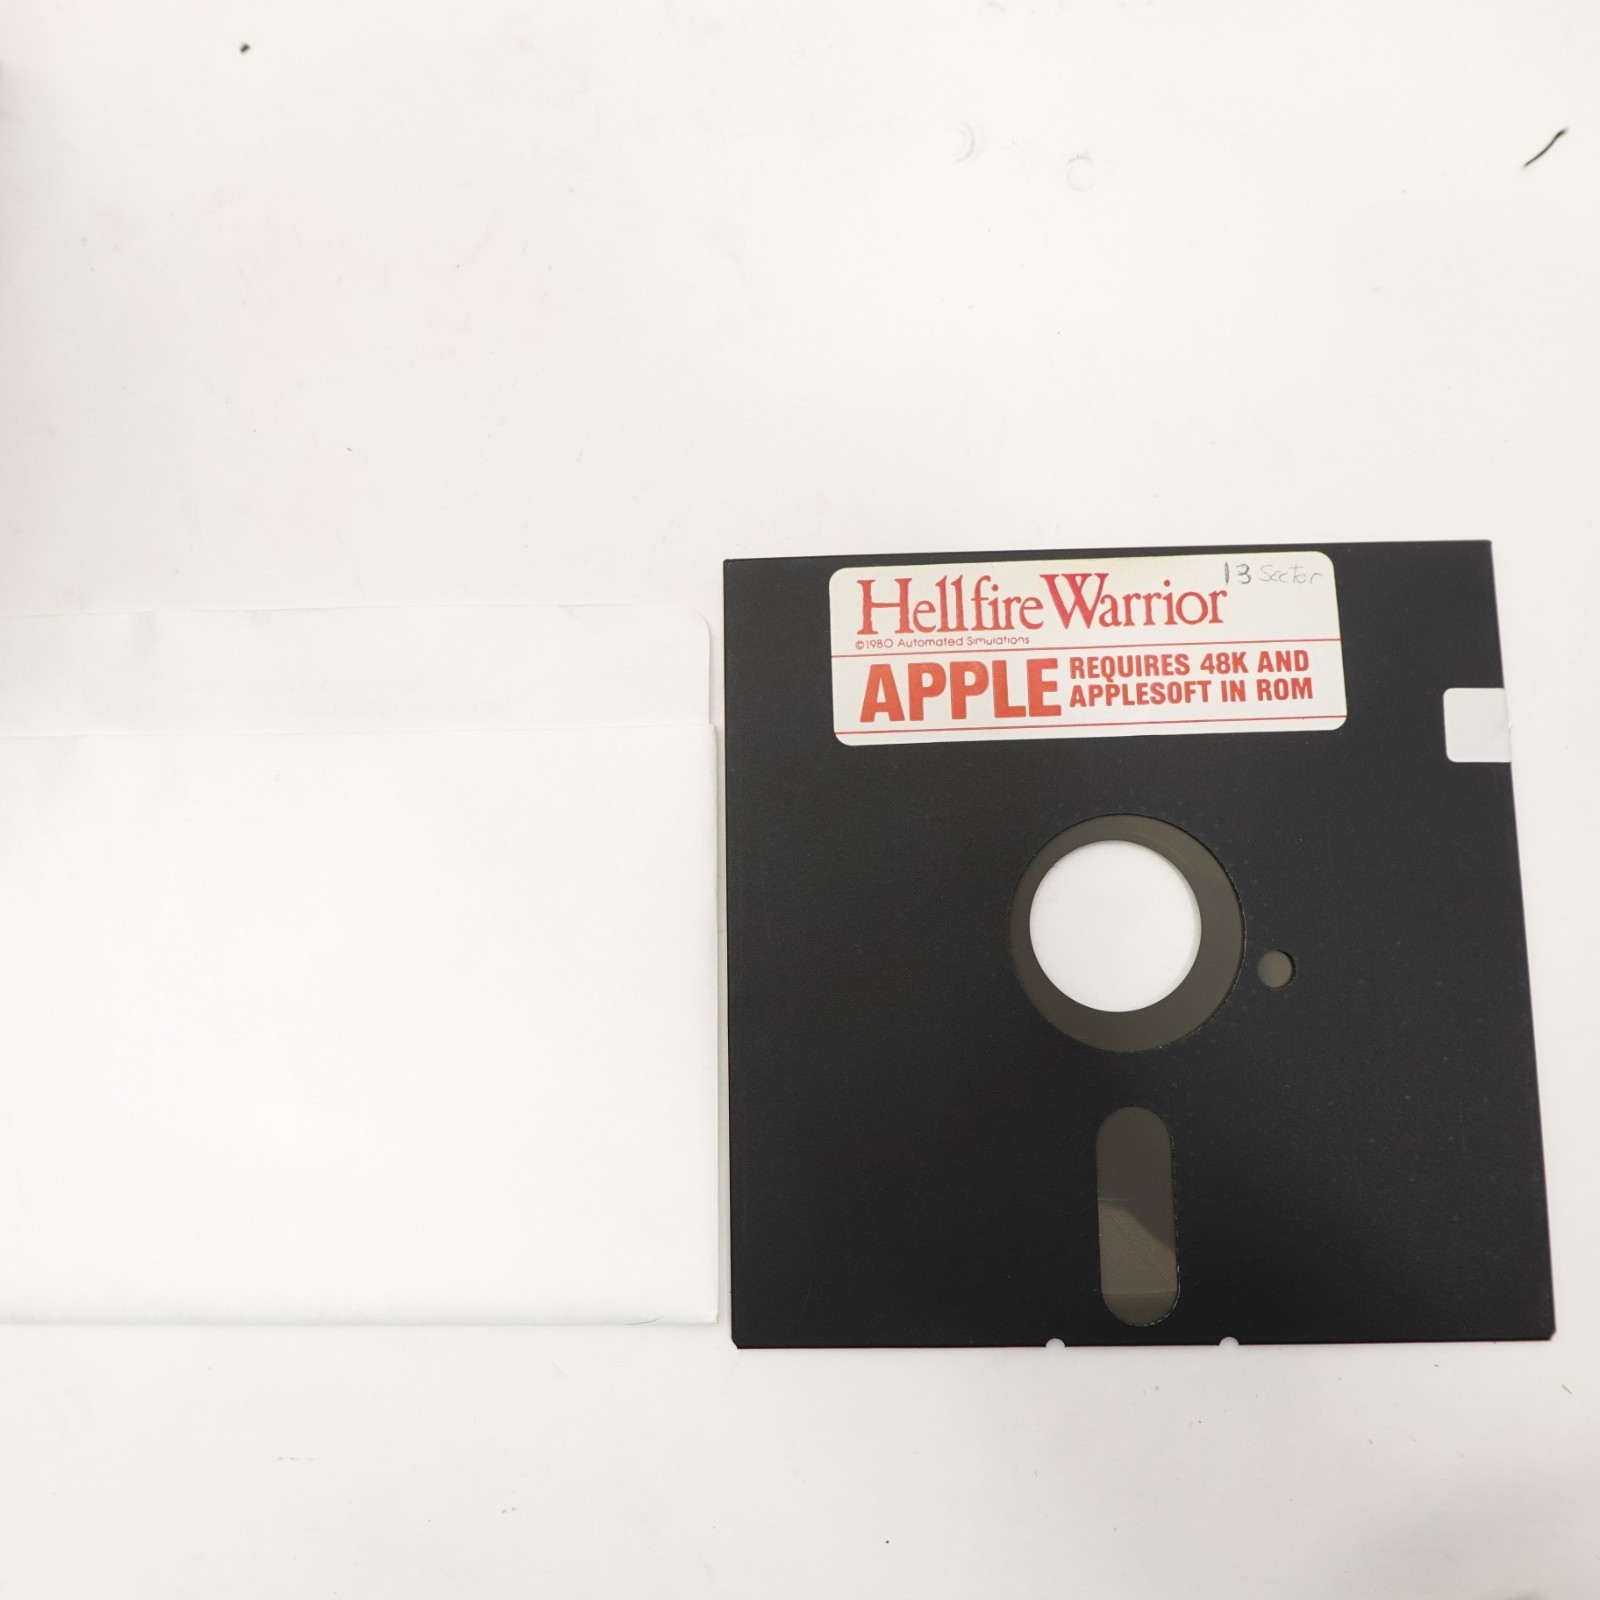 Hellfire Warrior 13 Sector
©1980 Automated Simulations
APPLE REQUIRES 48K AND
APPLESOFT IN ROM